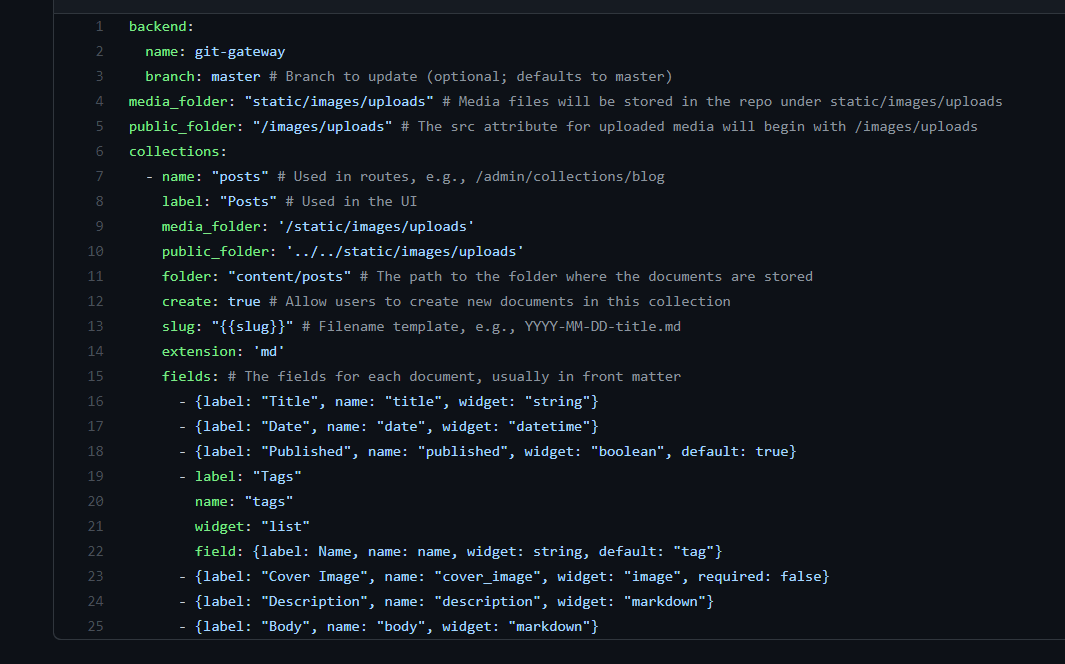 1 backend:
2   name: git-gateway
3   branch: master # Branch to update (optional; defaults to master)
4 media_folder: "static/images/uploads" # Media files will be stored in the repo under static/images/uploads
5 public_folder: "/images/uploads" # The src attribute for uploaded media will begin with /images/uploads
6 collections:
7   - name: "posts" # Used in routes, e.g., /admin/collections/blog
8     label: "Posts" # Used in the UI
9     media_folder: '/static/images/uploads'
10     public_folder: '../../static/images/uploads'
11     folder: "content/posts" # The path to the folder where the documents are stored
12     create: true # Allow users to create new documents in this collection
13     slug: "{{slug}}" # Filename template, e.g., YYYY-MM-DD-title.md
14     extension: 'md'
15     fields: # The fields for each document, usually in front matter
16       - {label: "Title", name: "title", widget: "string"}
17       - {label: "Date", name: "date", widget: "datetime"}
18       - {label: "Published", name: "published", widget: "boolean", default: true}
19       - label: "Tags"
20         name: "tags"
21         widget: "list"
22         field: {label: Name, name: name, widget: string, default: "tag"}
23       - {label: "Cover Image", name: "cover_image", widget: "image", required: false}
24       - {label: "Description", name: "description", widget: "markdown"}
25       - {label: "Body", name: "body", widget: "markdown"}